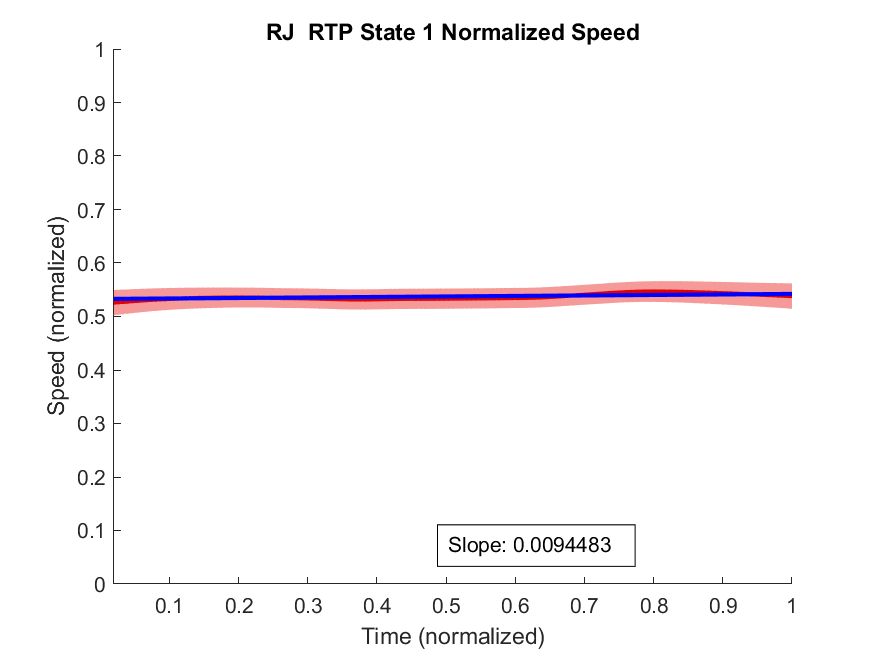 RJ  RTP State 1 Normalized Speed
1
0.9
0.8
0.7
0.6
0.5
0.4
0.3
0.2
0.1
0
Speed (normalized)
Slope: 0.0094483
0.1 0.2 0.3 0.4 0.5 0.6 0.7 0.8 0.9 1
Time (normalized)